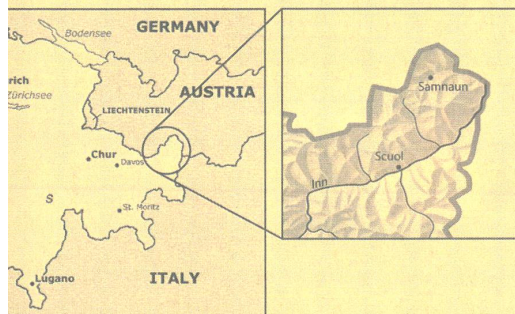 GERMANY
Bodensee
rich
Zürichsee
AUSTRIA
LIECHTENSTEIN
Chur
Davos
S
St. Moritz
Lugano
ITALY
Samnaun
Scuol
Inn